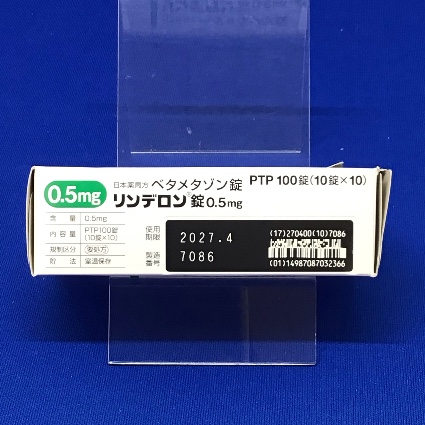 0.5mg
日本薬局方 ベタメタゾン錠 PTP 100錠(10錠×10)
リンデロン®錠0.5mg
含量 0.5mg
内容量 PTP100錠
(10錠×10)
規制区分 処方
貯法 室温保存
使用
期限 2027.4
製造
番号 7086
(17)270400(10)7086
(01)14987087032366